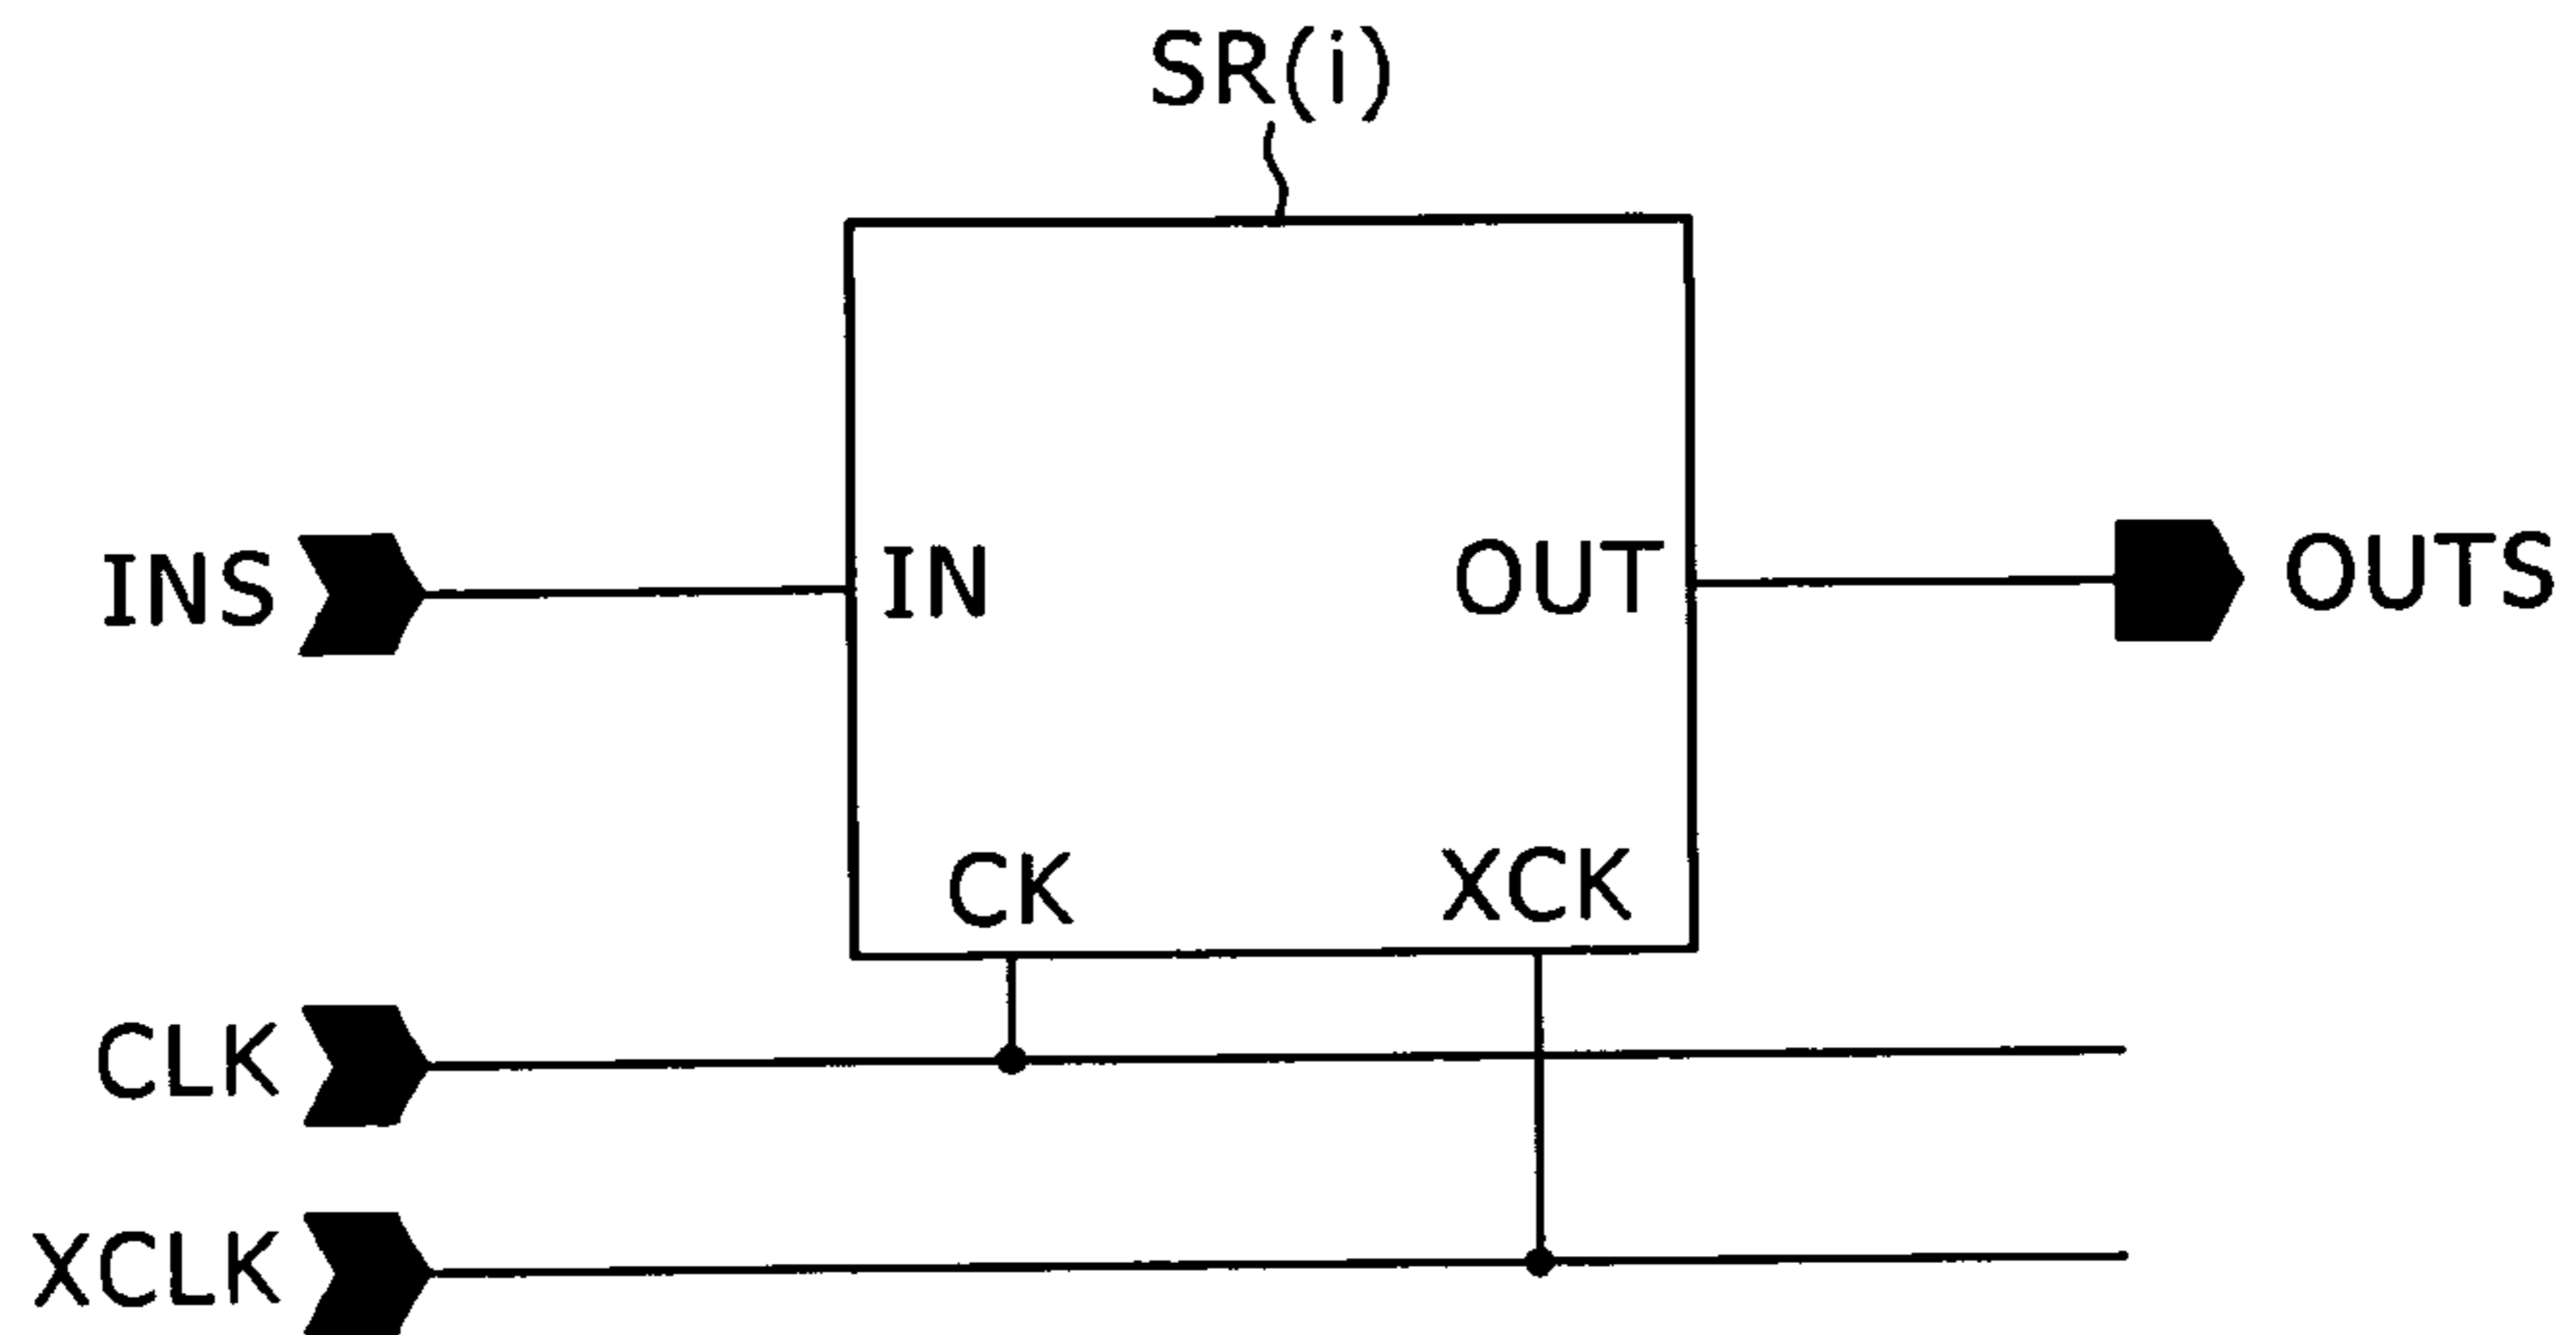 SR(i)
INS IN OUT OUTS
CK XCK
CLK
XCLK